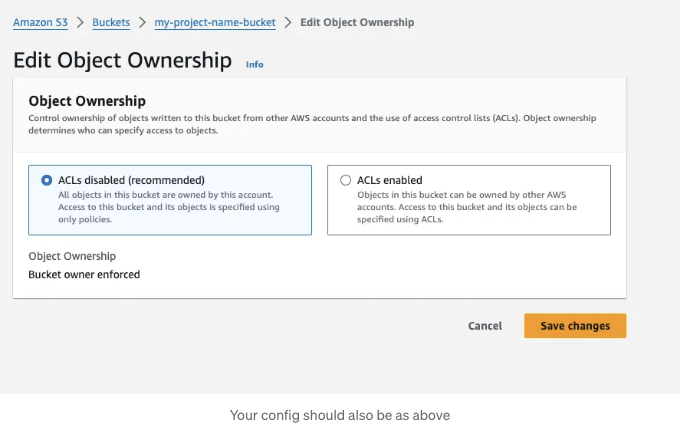 Amazon S3 > Buckets > my-project-name-bucket > Edit Object Ownership
Edit Object Ownership Info
Object Ownership
Control ownership of objects written to this bucket from other AWS accounts and the use of access control lists (ACLs). Object ownership
determines who can specify access to objects.
ACLs disabled (recommended)
All objects in this bucket are owned by this account.
Access to this bucket and its objects is specified using
only policies.
ACLs enabled
Objects in this bucket can be owned by other AWS
accounts. Access to this bucket and its objects can be
specified using ACLs.
Object Ownership
Bucket owner enforced
Cancel Save changes
Your config should also be as above